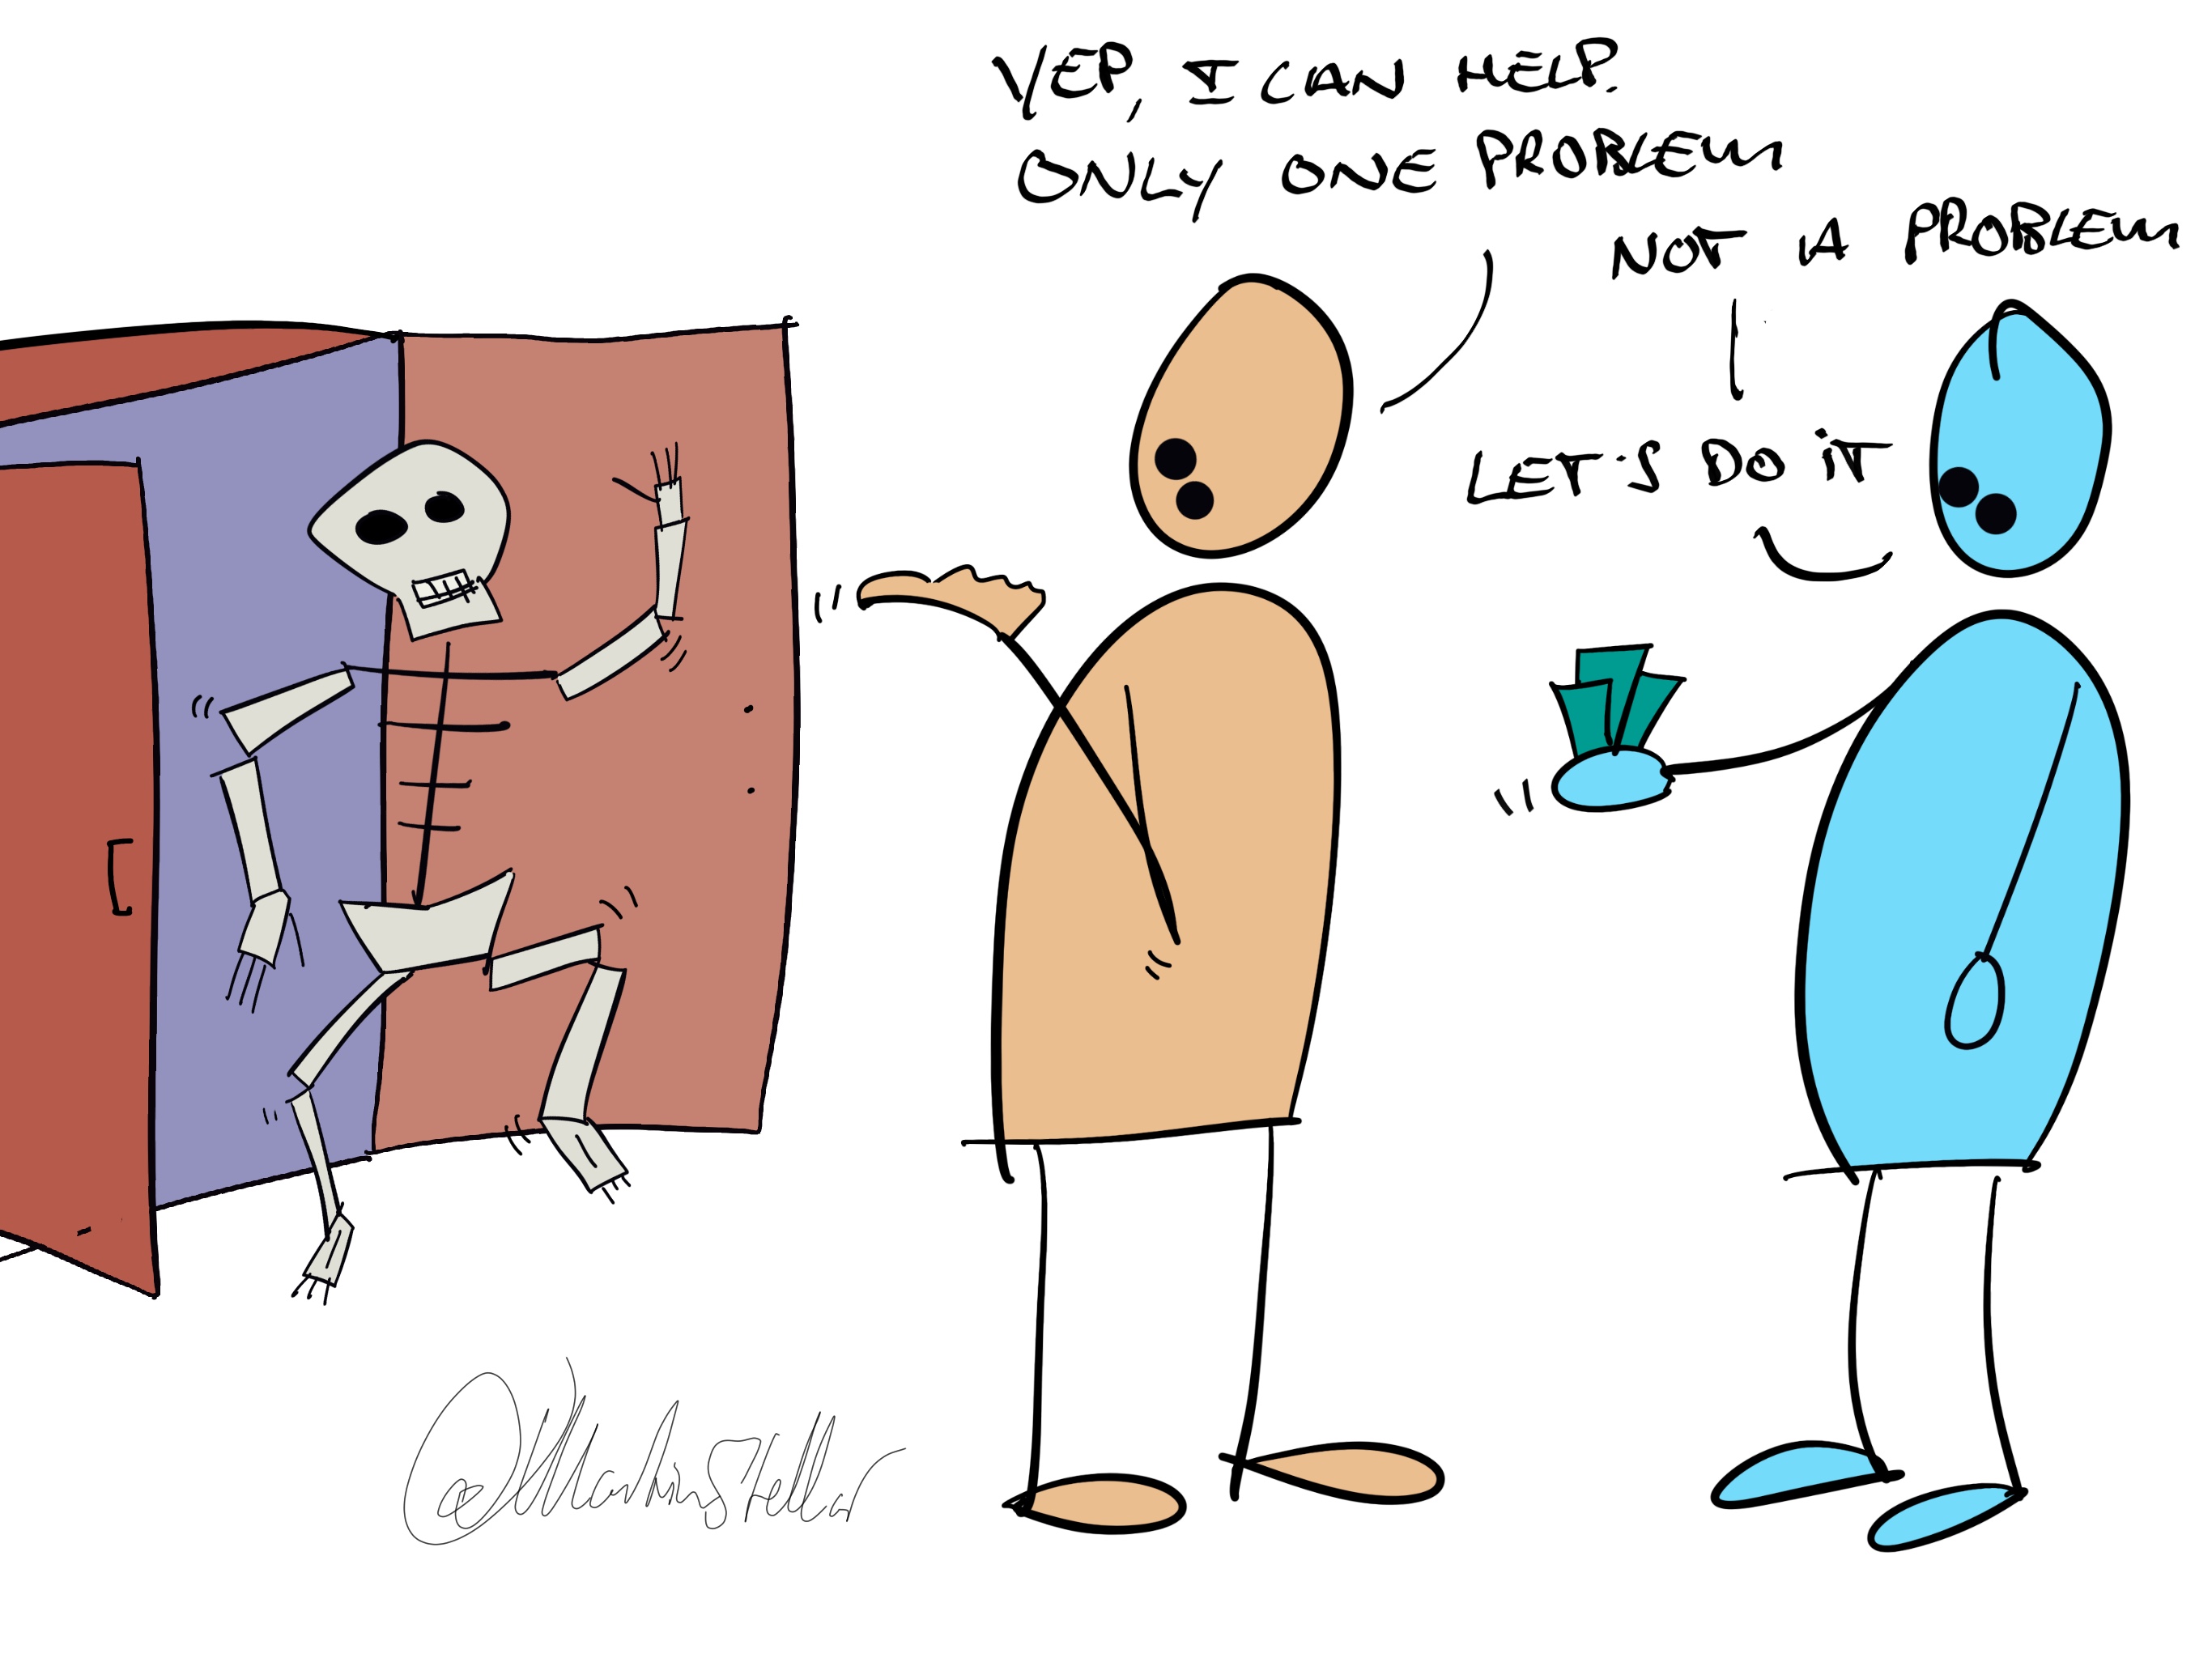 YEP, I CAN HELP.
ONLY ONE PROBLEM
NOT A PROBLEM
LET'S DO IT